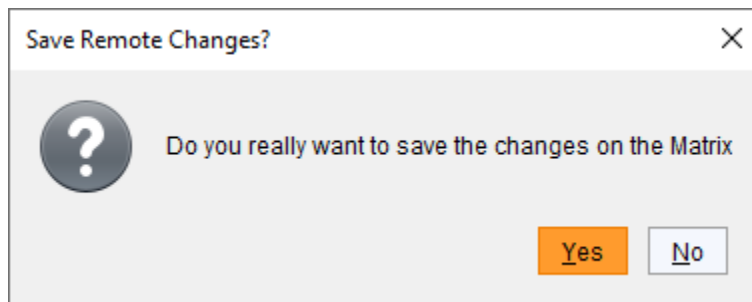 Save Remote Changes?
Do you really want to save the changes on the Matrix
Yes No